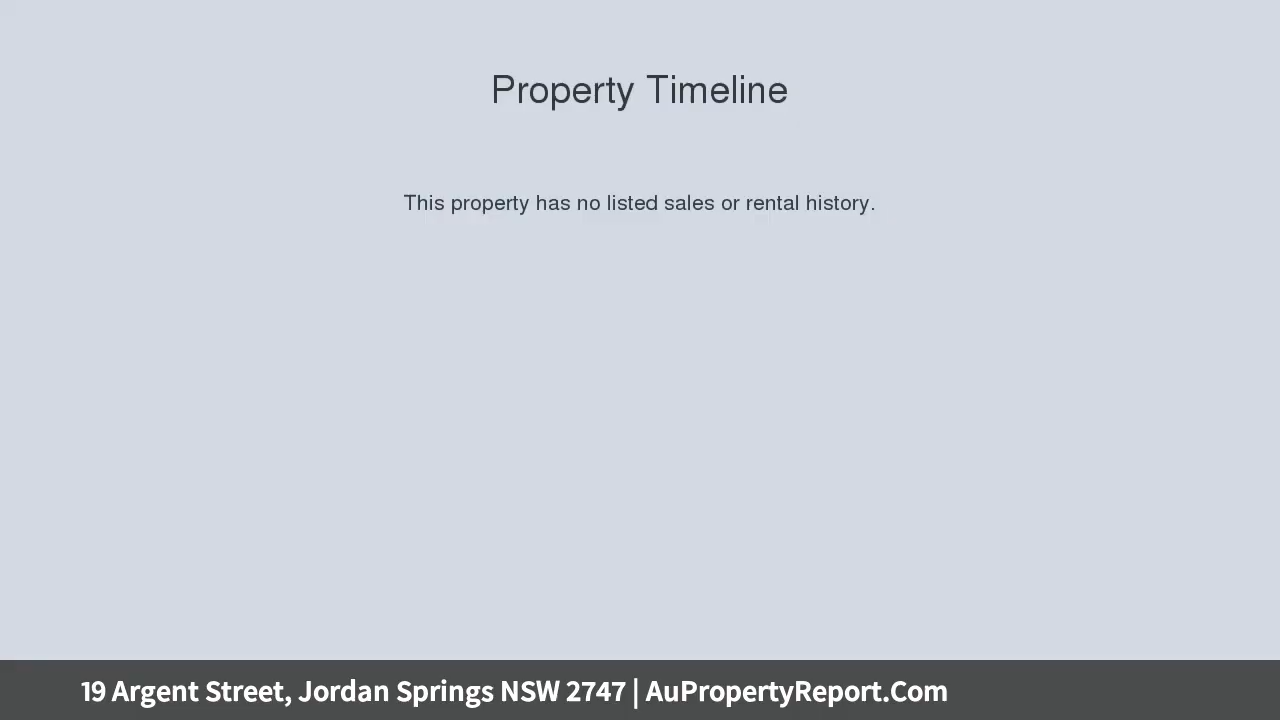 Property Timeline
This property has no listed sales or rental history.
19 Argent Street, Jordan Springs NSW 2747 | AuPropertyReport.Com